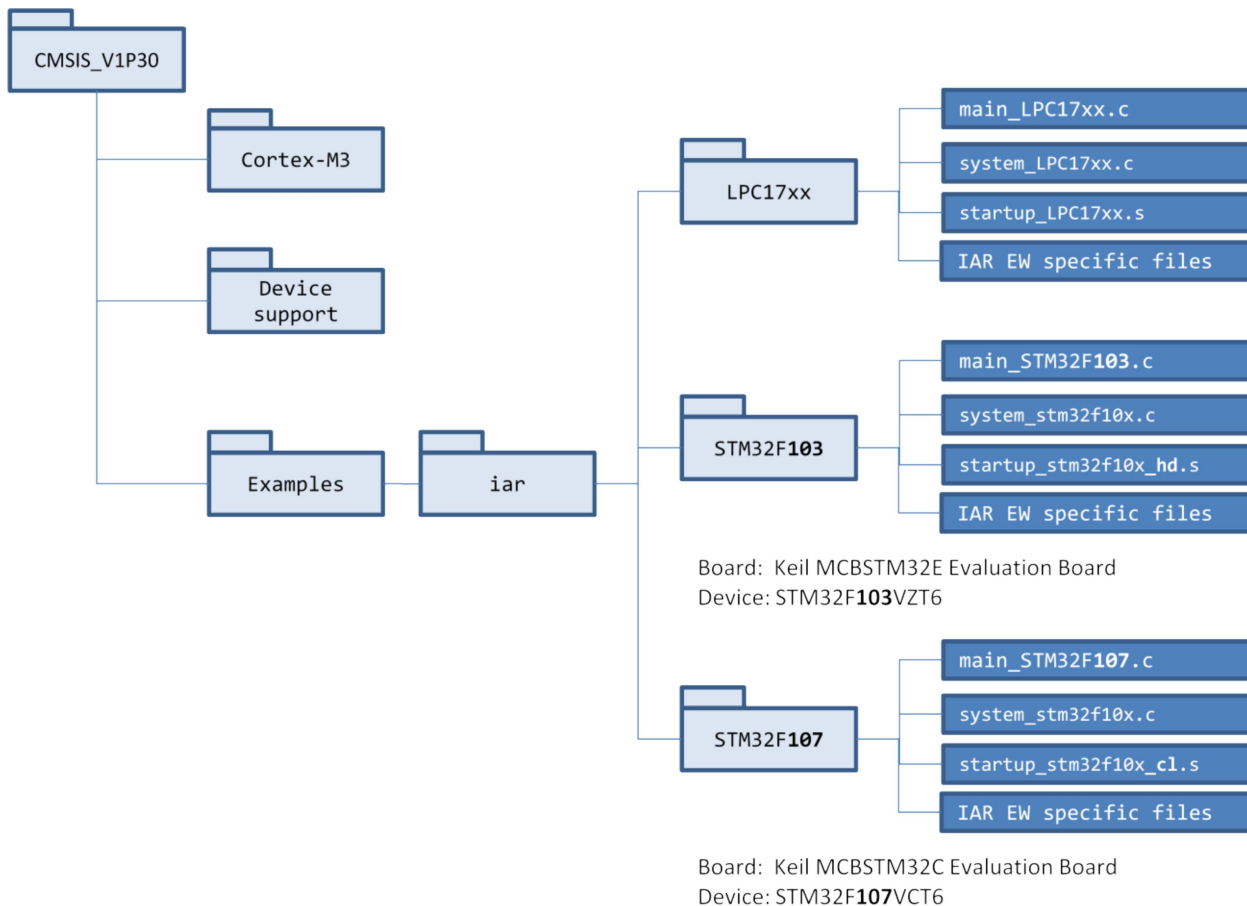 CMSIS_V1P30
Cortex-M3
Device
support
Examples
iar
LPC17xx
main_LPC17xx.c
system_LPC17xx.c
startup_LPC17xx.s
IAR EW specific files
STM32F103
main_STM32F103.c
system_stm32f10x.c
startup_stm32f10x_hd.s
IAR EW specific files
Board: Keil MCBSTM32E Evaluation Board
Device: STM32F103VZT6
STM32F107
main_STM32F107.c
system_stm32f10x.c
startup_stm32f10x_cl.s
IAR EW specific files
Board: Keil MCBSTM32C Evaluation Board
Device: STM32F107VCT6